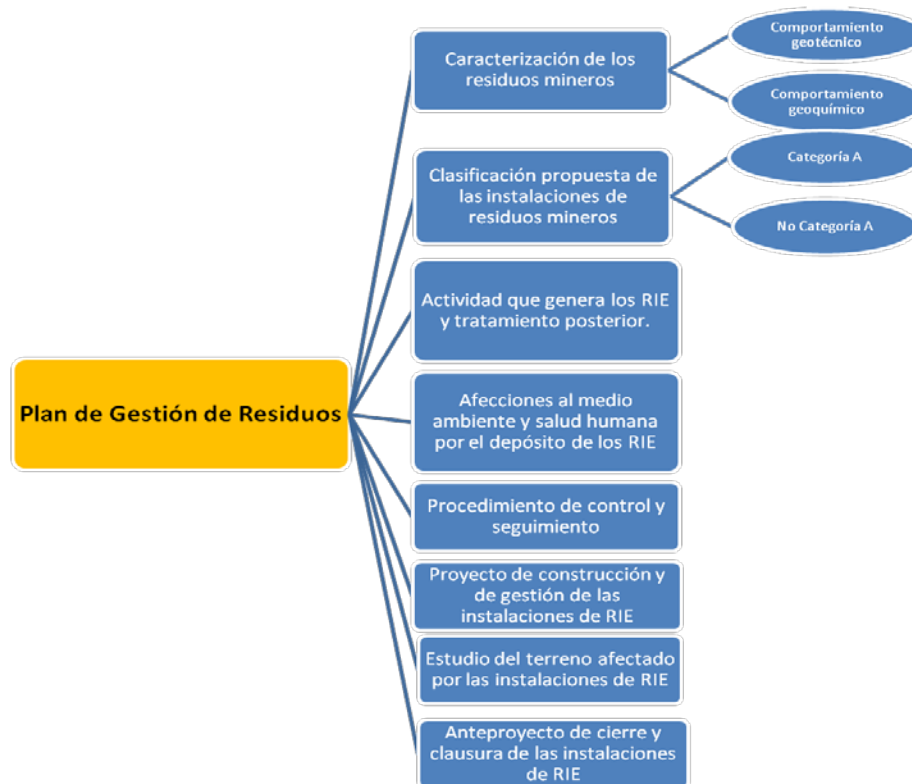 Plan de Gestión de Residuos
Caracterización de los
residuos mineros
Comportamiento
geotécnico
Comportamiento
geoquímico
Clasificación propuesta de
las instalaciones de
residuos mineros
Categoría A
No Categoría A
Actividad que genera los RIE
y tratamiento posterior.
Afecciones al medio
ambiente y salud humana
por el depósito de los RIE
Procedimiento de control y
seguimiento
Proyecto de construcción y
de gestión de las
instalaciones de RIE
Estudio del terreno afectado
por las instalaciones de RIE
Anteproyecto de cierre y
clausura de las instalaciones
de RIE